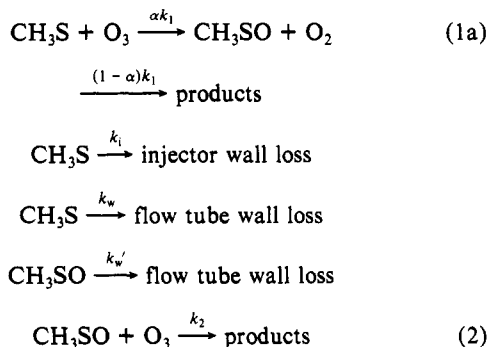 CH₃S + O₃ —αk₁→ CH₃SO + O₂ (1a)
—(1 - α)k₁→ products
CH₃S —kᵢ→ injector wall loss
CH₃S —k_w→ flow tube wall loss
CH₃SO —k_w′→ flow tube wall loss
CH₃SO + O₃ —k₂→ products (2)